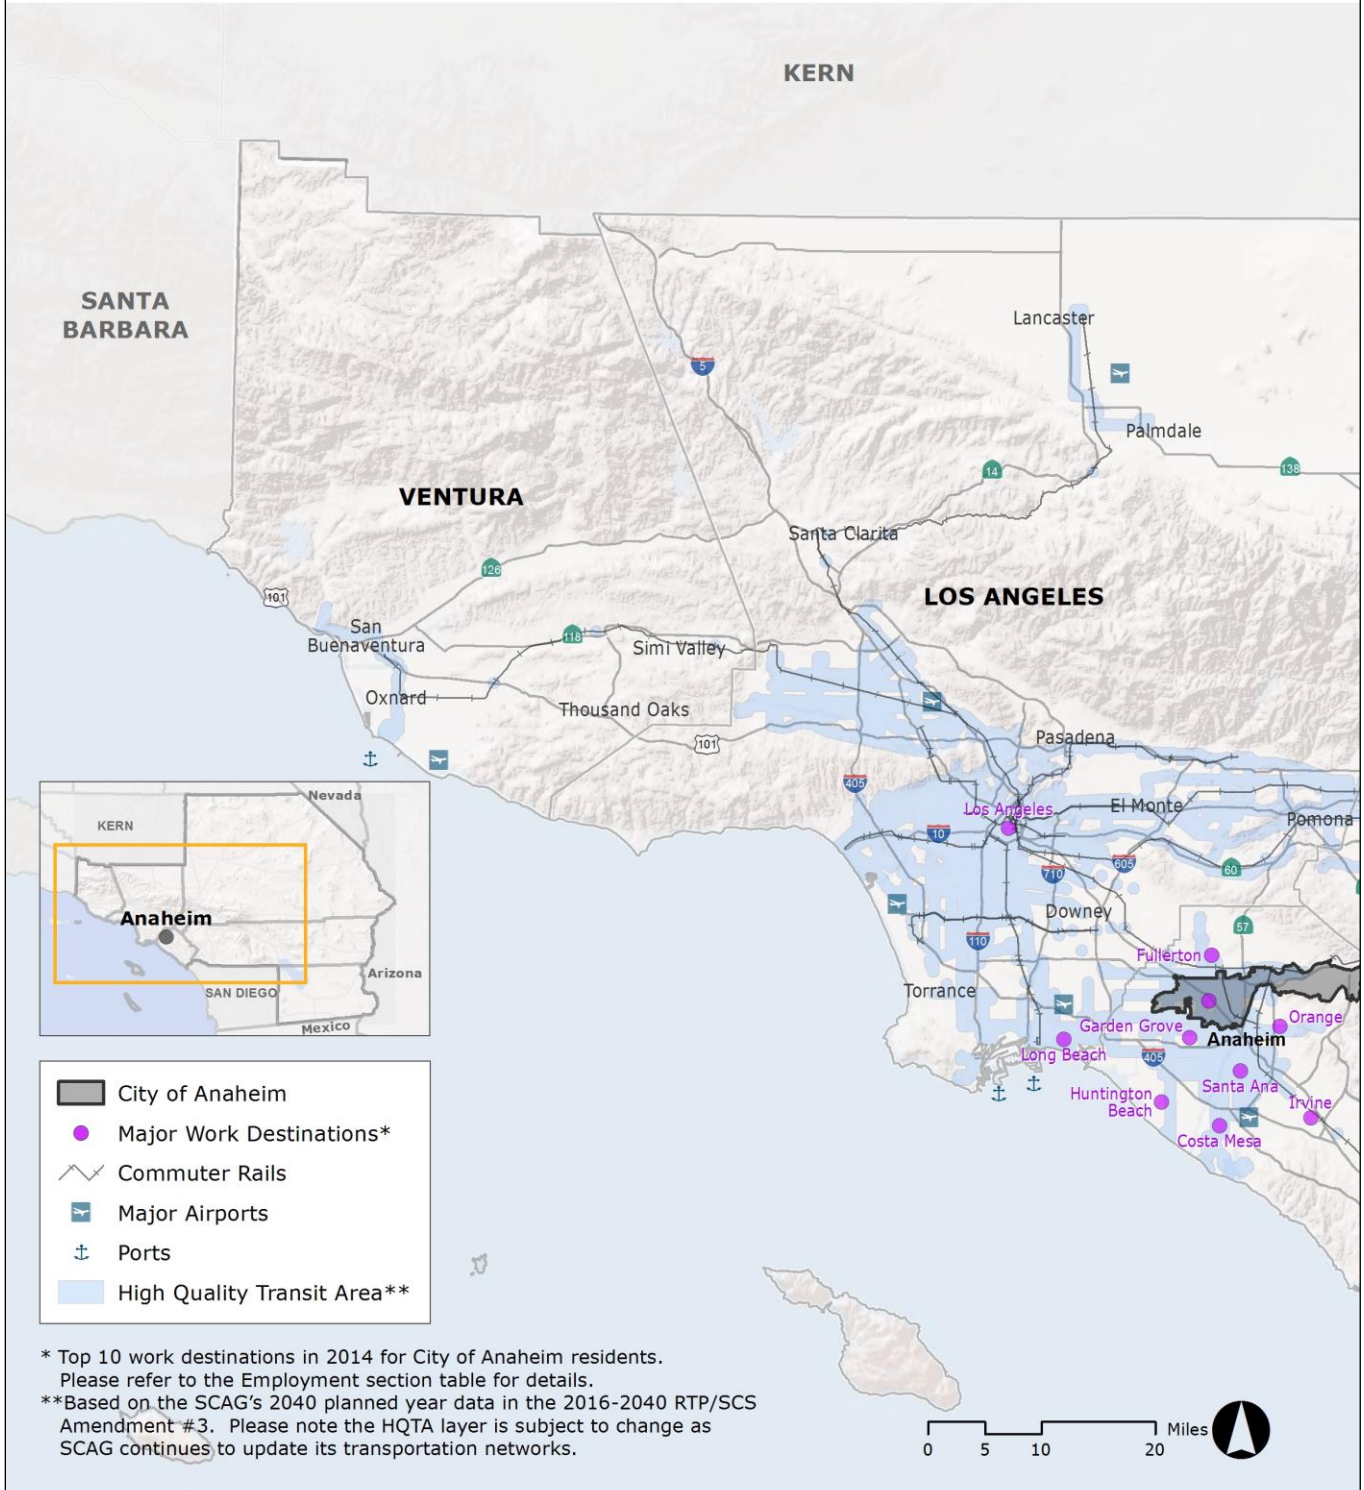 KERN
SANTA
BARBARA
Lancaster
5
Palmdale
14
138
VENTURA
Santa Clarita
126
LOS ANGELES
101
San
Buenaventura
118
Simi Valley
Oxnard
Thousand Oaks
101
Pasadena
405
Los Angeles
El Monte
Pomona
10
605
60
710
Downey
57
110
Fullerton
Torrance
Orange
Garden Grove
Anaheim
Long Beach
405
Santa Ana
Huntington
Beach
Irvine
Costa Mesa
Nevada
KERN
Anaheim
Arizona
SAN DIEGO
Mexico
City of Anaheim
Major Work Destinations*
Commuter Rails
Major Airports
Ports
High Quality Transit Area**
* Top 10 work destinations in 2014 for City of Anaheim residents.
Please refer to the Employment section table for details.
**Based on the SCAG's 2040 planned year data in the 2016-2040 RTP/SCS
Amendment #3. Please note the HQTA layer is subject to change as
SCAG continues to update its transportation networks.
Miles
0 5 10 20